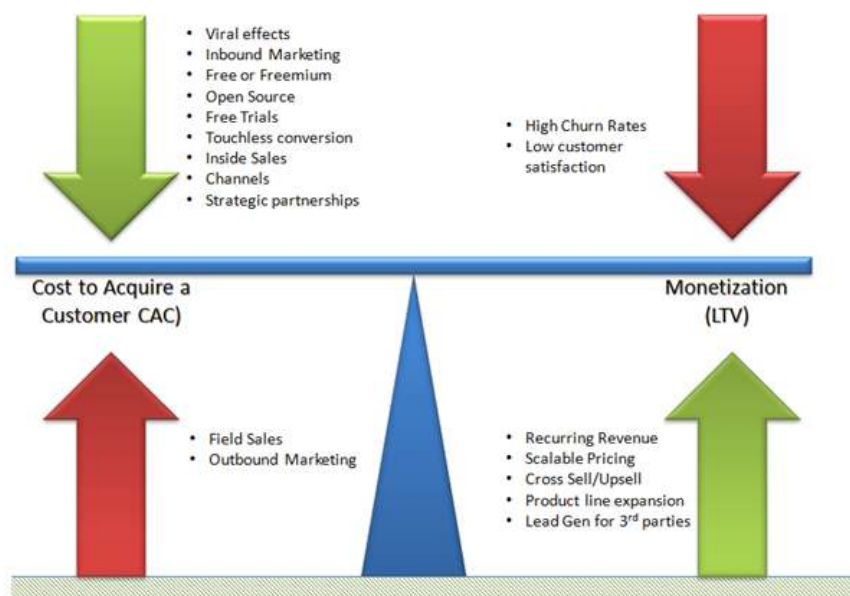 • Viral effects
• Inbound Marketing
• Free or Freemium
• Open Source
• Free Trials
• Touchless conversion
• Inside Sales
• Channels
• Strategic partnerships
• High Churn Rates
• Low customer
satisfaction
Cost to Acquire a
Customer CAC)
Monetization
(LTV)
• Field Sales
• Outbound Marketing
• Recurring Revenue
• Scalable Pricing
• Cross Sell/Upsell
• Product line expansion
• Lead Gen for 3rd parties